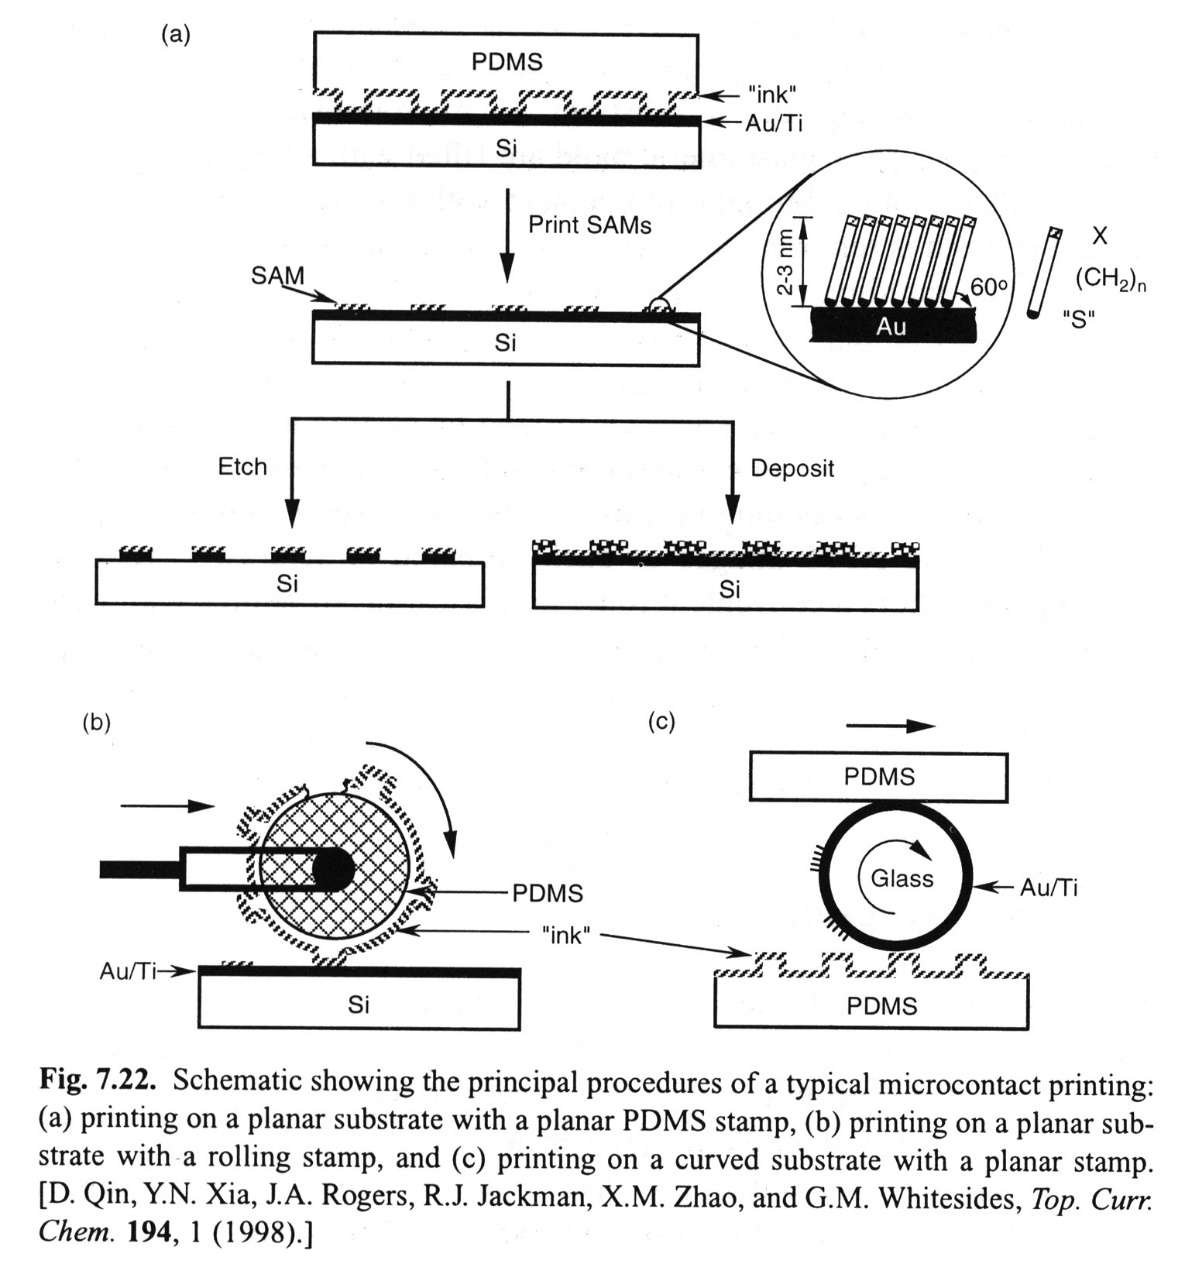 (a)
PDMS
"ink"
Au/Ti
Si
Print SAMs
SAM
Si
2-3 nm
60º
Au
X
(CH₂)ₙ
"S"
Etch
Deposit
Si
Si
(b)
PDMS
"ink"
Au/Ti
Si
(c)
PDMS
Glass
Au/Ti
PDMS
Fig. 7.22. Schematic showing the principal procedures of a typical microcontact printing:
(a) printing on a planar substrate with a planar PDMS stamp, (b) printing on a planar sub-
strate with a rolling stamp, and (c) printing on a curved substrate with a planar stamp.
[D. Qin, Y.N. Xia, J.A. Rogers, R.J. Jackman, X.M. Zhao, and G.M. Whitesides, Top. Curr.
Chem. 194, 1 (1998).]